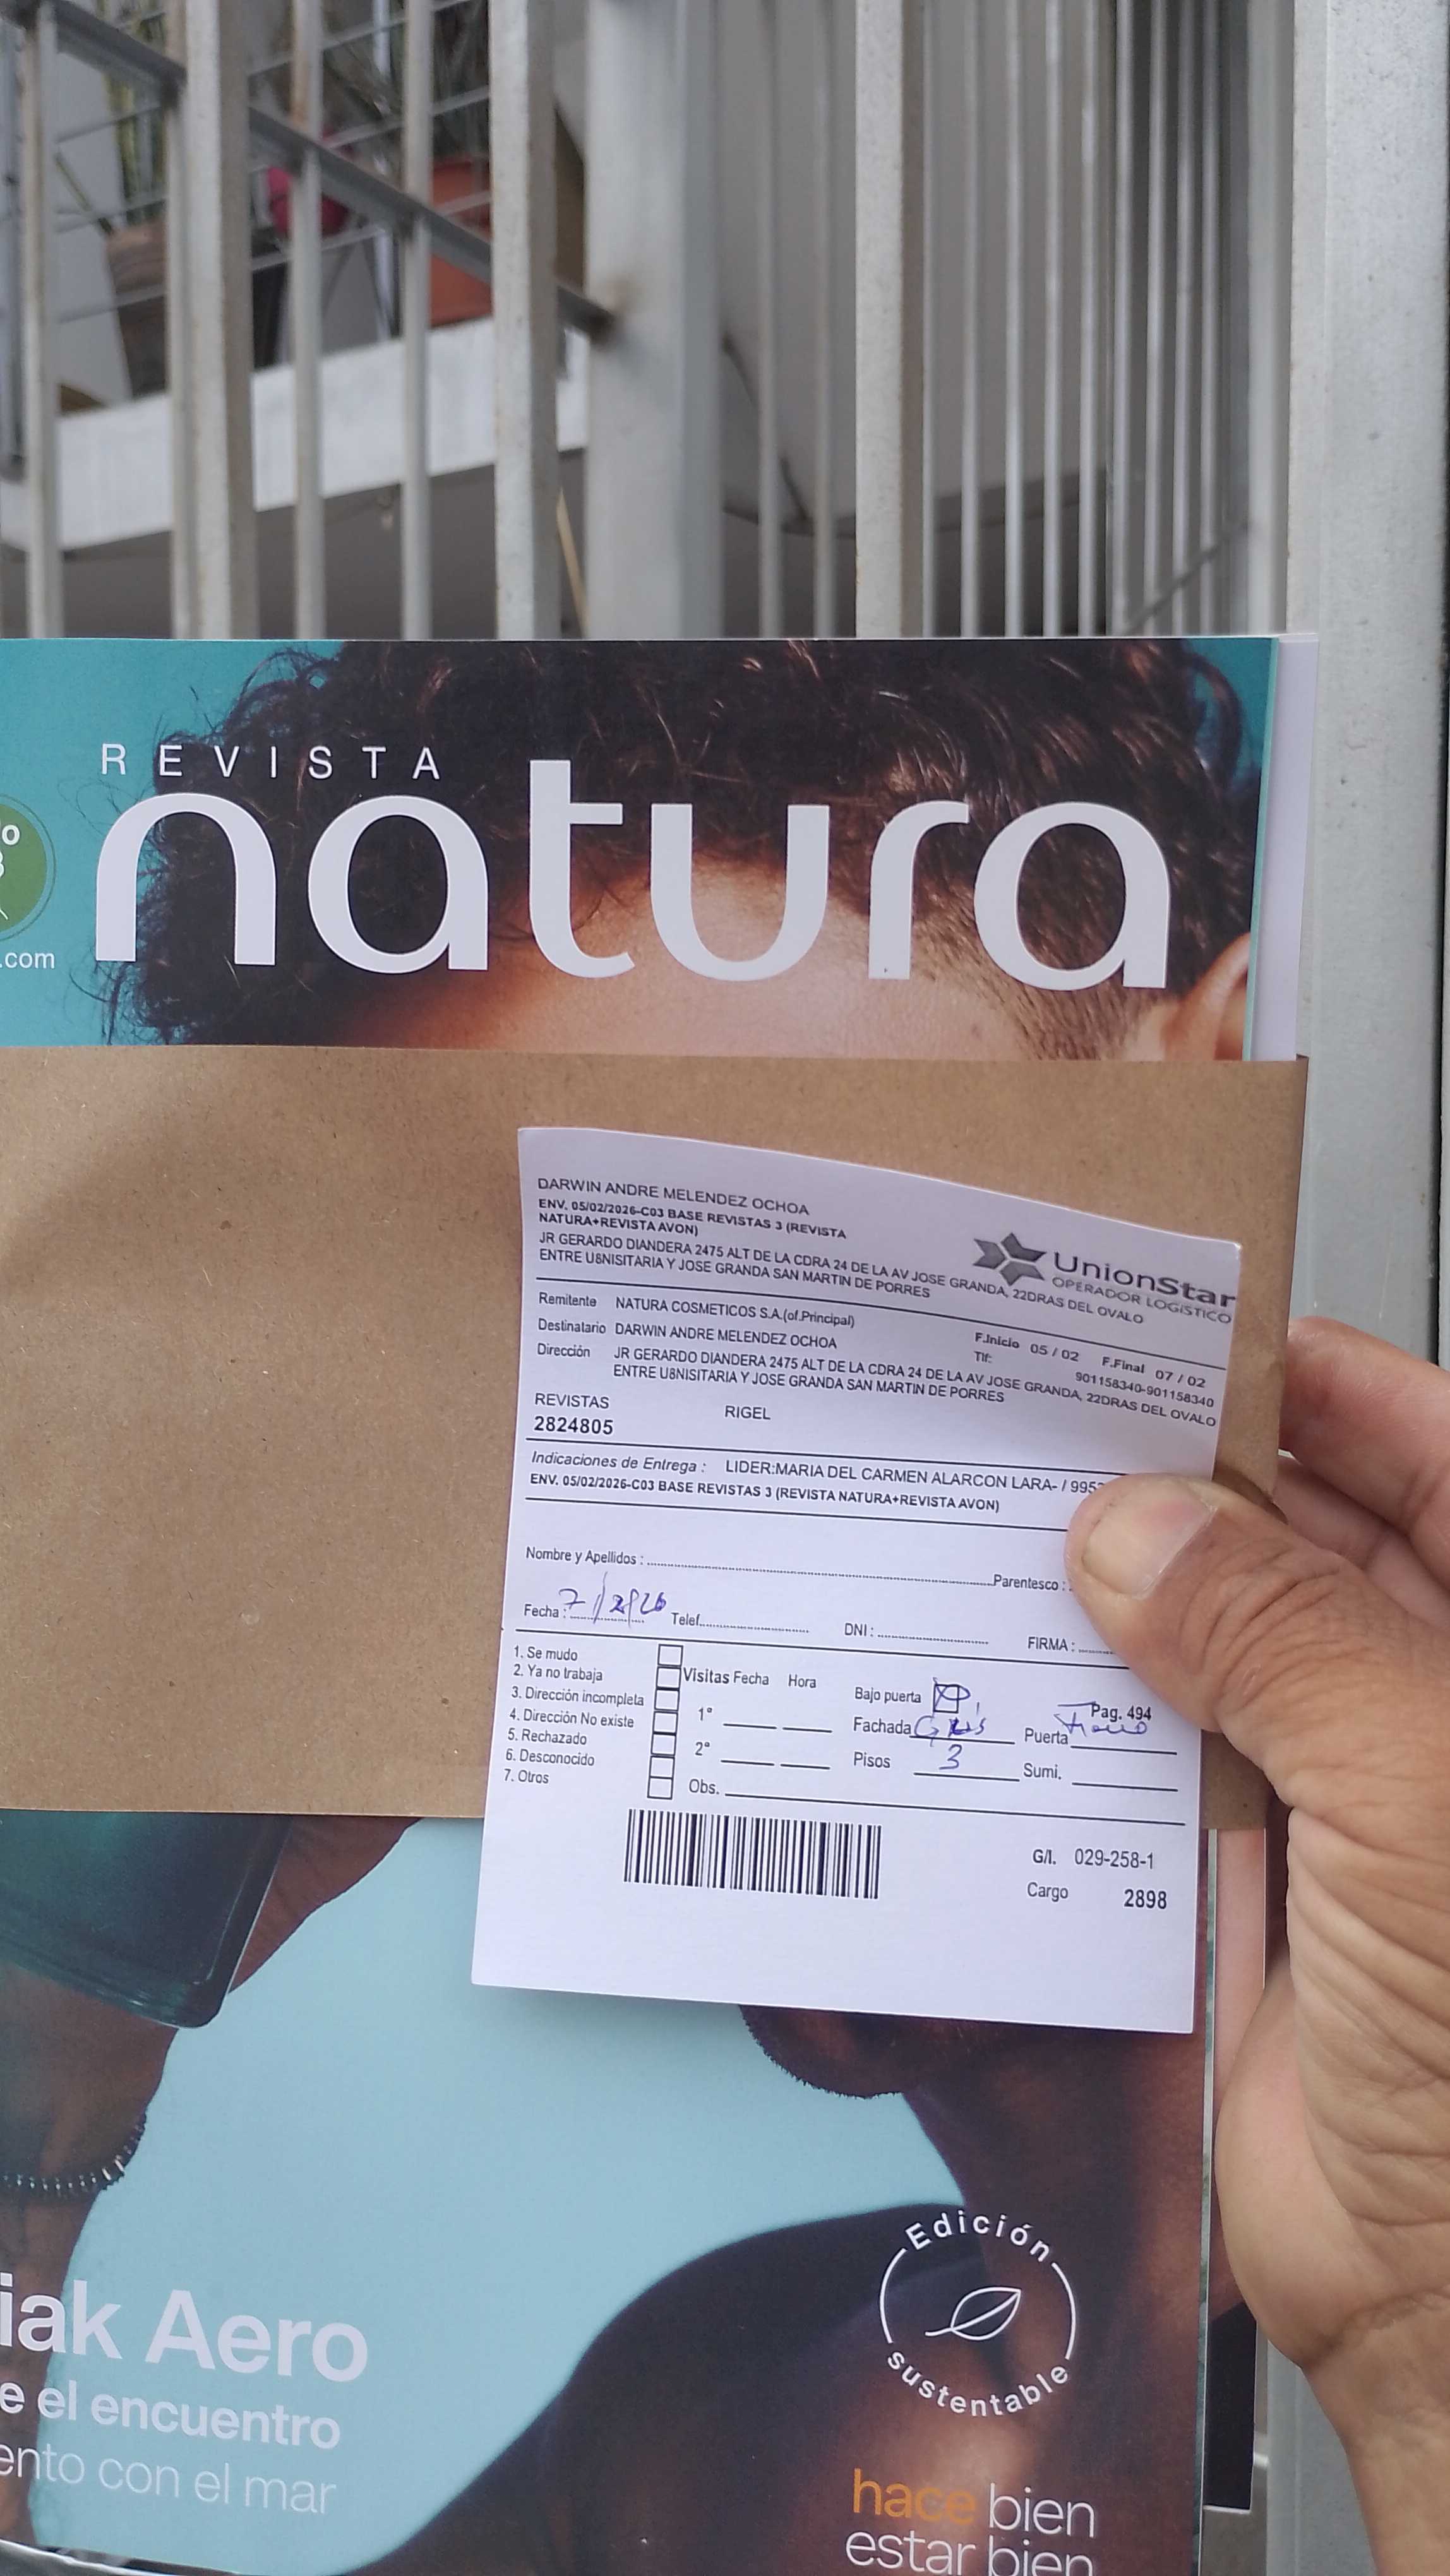 REVISTA
natura
.com
DARWIN ANDRE MELENDEZ OCHOA
ENV. 05/02/2026-C03 BASE REVISTAS 3 (REVISTA
NATURA+REVISTA AVON)
JR GERARDO DIANDERA 2475 ALT DE LA CDRA 24 DE LA AV JOSE GRANDA, 22DRAS DEL OVALO
ENTRE U8NISITARIA Y JOSE GRANDA SAN MARTIN DE PORRES
UnionStar
OPERADOR LOGíSTICO
Remitente NATURA COSMETICOS S.A.(of.Principal)
F.Inicio 05 / 02 F.Final 07 / 02
Destinatario DARWIN ANDRE MELENDEZ OCHOA
Tlf: 901158340-901158340
Dirección JR GERARDO DIANDERA 2475 ALT DE LA CDRA 24 DE LA AV JOSE GRANDA, 22DRAS DEL OVALO
ENTRE U8NISITARIA Y JOSE GRANDA SAN MARTIN DE PORRES
REVISTAS RIGEL
2824805
Indicaciones de Entrega : LIDER:MARIA DEL CARMEN ALARCON LARA- / 995
ENV. 05/02/2026-C03 BASE REVISTAS 3 (REVISTA NATURA+REVISTA AVON)
Nombre y Apellidos : Parentesco :
Fecha : 7/2/26 Telef. DNI : FIRMA :
1. Se mudo
2. Ya no trabaja
3. Dirección incompleta
4. Dirección No existe
5. Rechazado
6. Desconocido
7. Otros
Visitas Fecha Hora
1°
2°
Obs.
Bajo puerta
Pag. 494
Fachada Puerta
Pisos 3 Sumi.
G/I. 029-258-1
Cargo 2898
Edición
sustentable
iak Aero
e el encuentro
ento con el mar
hace bien
estar bien